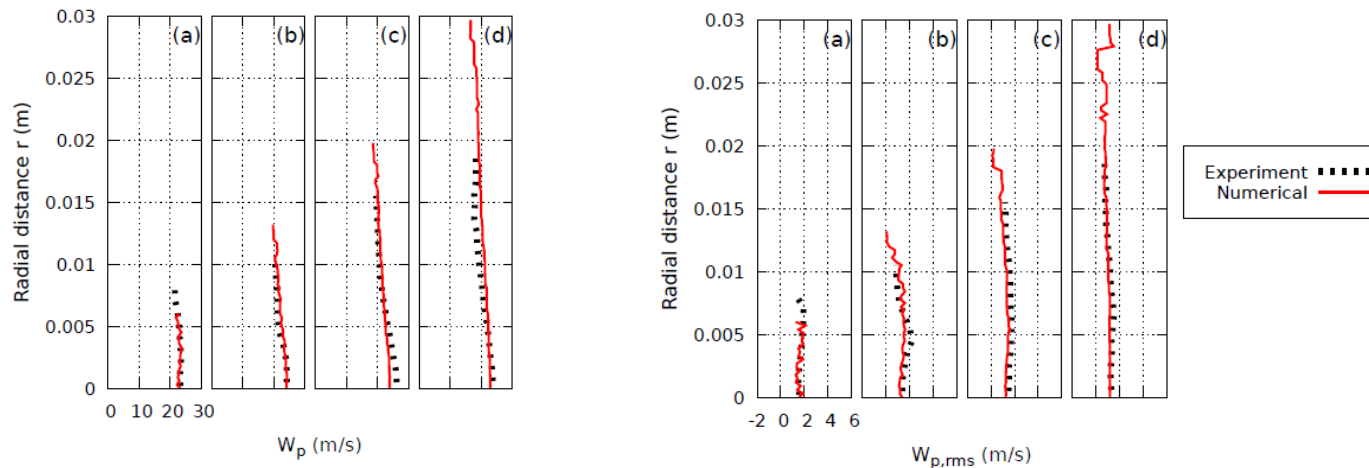 0.03
0.025
0.02
0.015
0.01
0.005
0
Radial distance r (m)
(a)
(b)
(c)
(d)
0 10 20 30
Wp (m/s)
0.03
0.025
0.02
0.015
0.01
0.005
0
Radial distance r (m)
(a)
(b)
(c)
(d)
-2 0 2 4 6
Wp,rms (m/s)
Experiment
Numerical